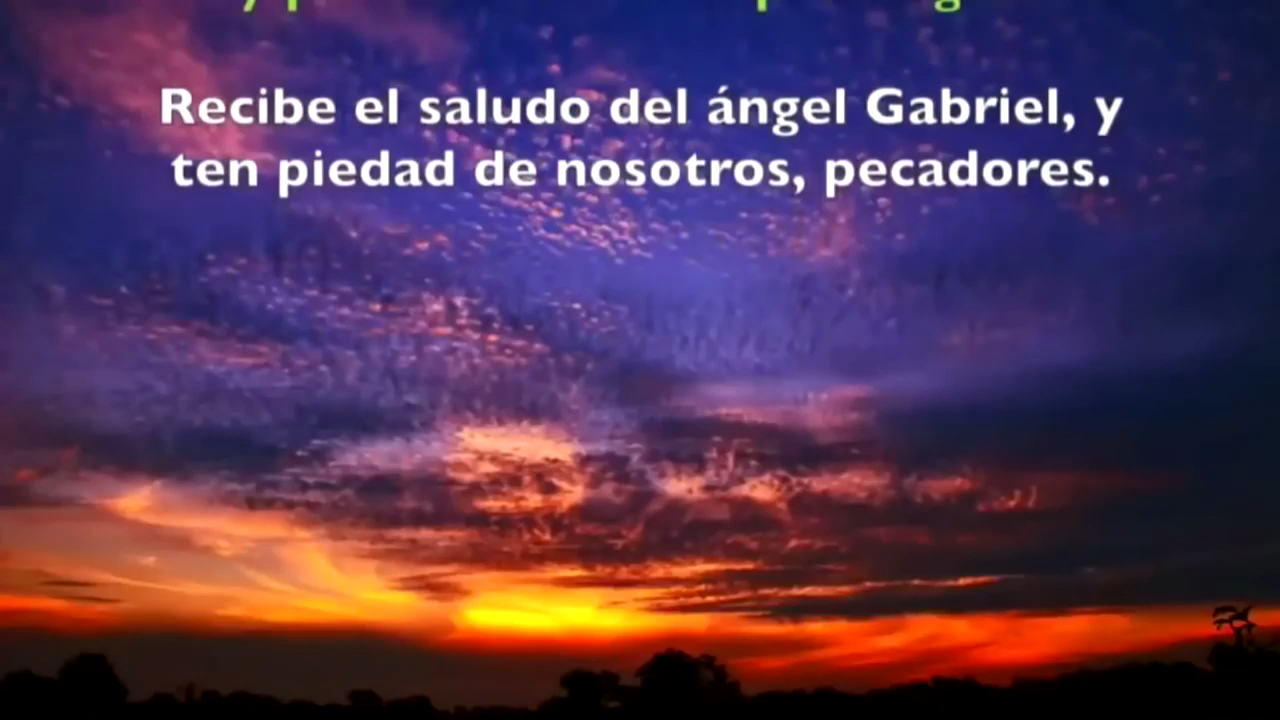 Recibe el saludo del ángel Gabriel, y
ten piedad de nosotros, pecadores.